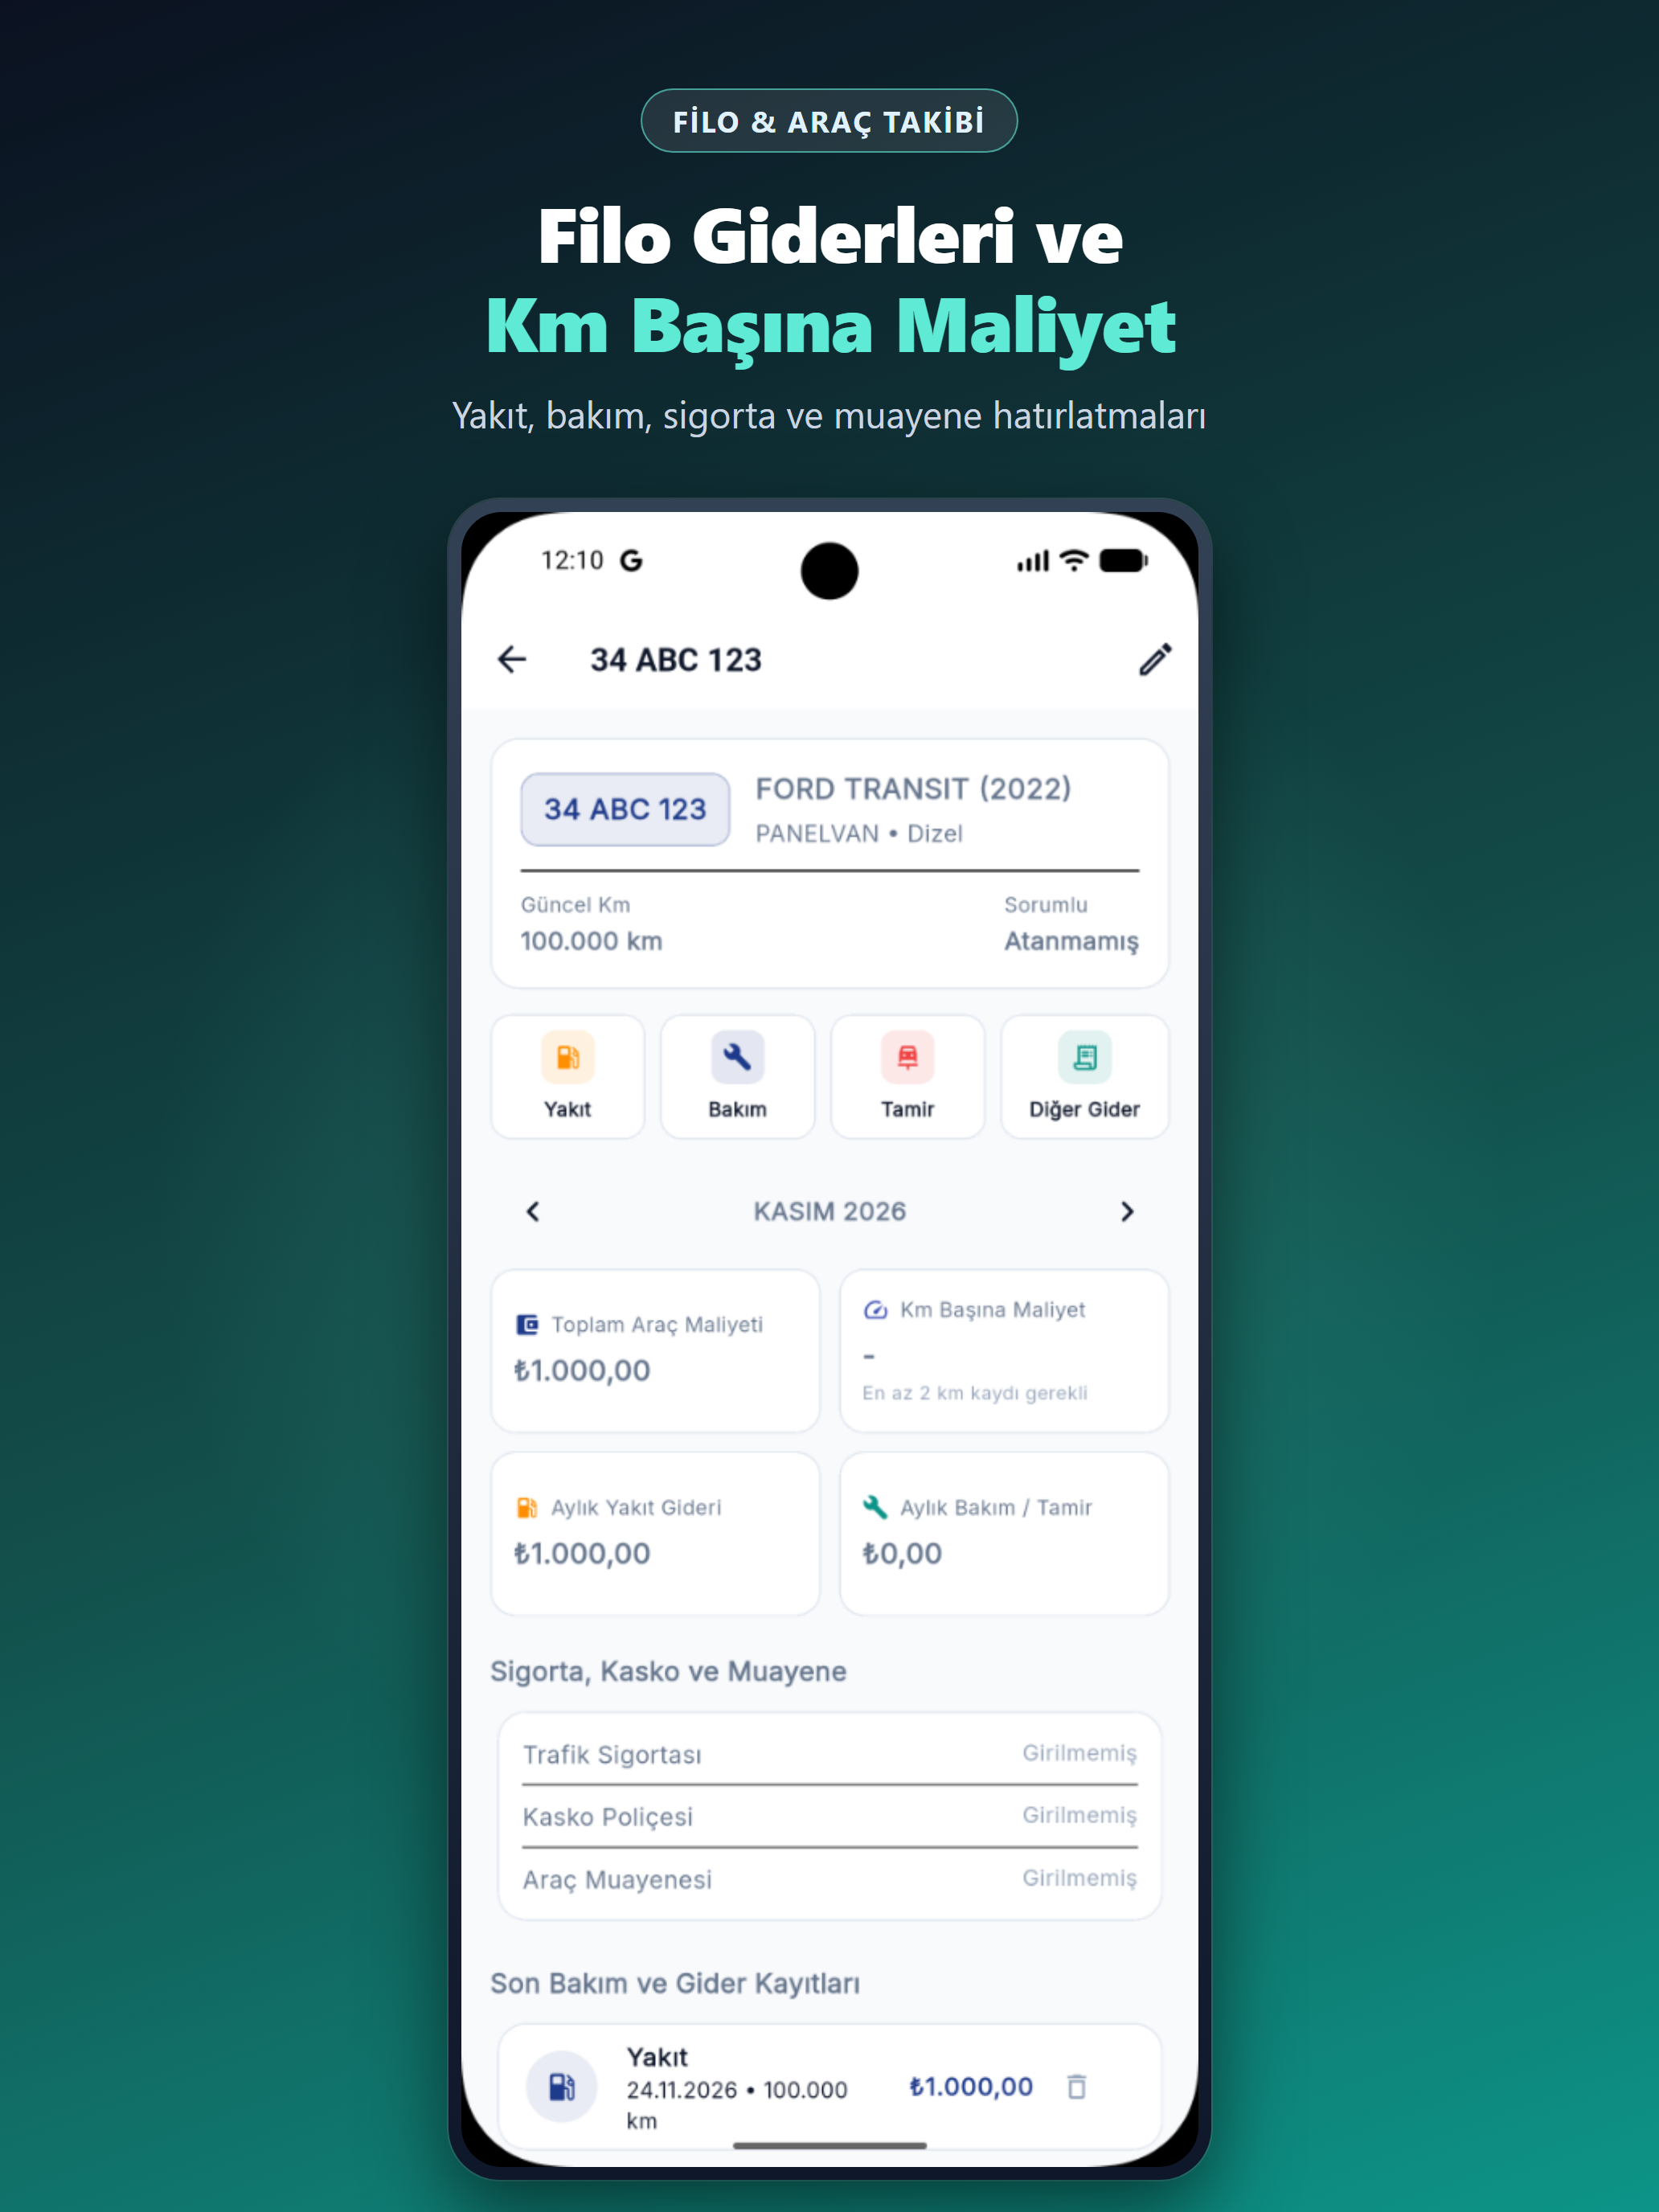 FİLO & ARAÇ TAKİBİ
Filo Giderleri ve
Km Başına Maliyet
Yakıt, bakım, sigorta ve muayene hatırlatmaları
12:10 G
34 ABC 123
34 ABC 123
FORD TRANSIT (2022)
PANELVAN • Dizel
Güncel Km
Sorumlu
100.000 km
Atanmamış
Yakıt
Bakım
Tamir
Diğer Gider
KASIM 2026
Toplam Araç Maliyeti
₺1.000,00
Km Başına Maliyet
-
En az 2 km kaydı gerekli
Aylık Yakıt Gideri
₺1.000,00
Aylık Bakım / Tamir
₺0,00
Sigorta, Kasko ve Muayene
Trafik Sigortası
Girilmemiş
Kasko Poliçesi
Girilmemiş
Araç Muayenesi
Girilmemiş
Son Bakım ve Gider Kayıtları
Yakıt
24.11.2026 • 100.000
km
₺1.000,00